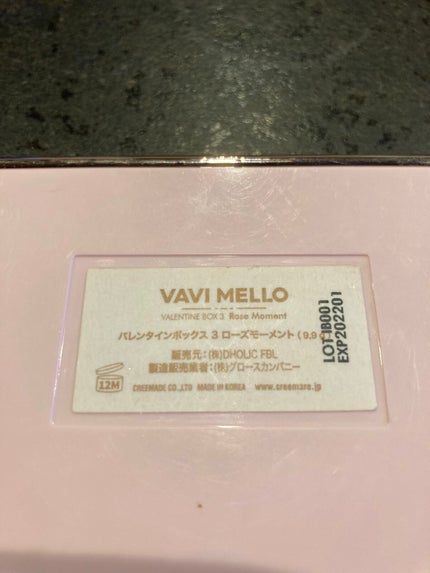 VAVI MELLO
VALENTINE BOX 3 Rose Moment
バレンタインボックス 3 ローズモーメント ( 9.9
販売元:(有)DHOLIC FBL
製造販売業者:(株)グロースカンパニー
12M
CREEMADE CO.,LTD MADE IN KOREA www.creemare.jp
EXP202201